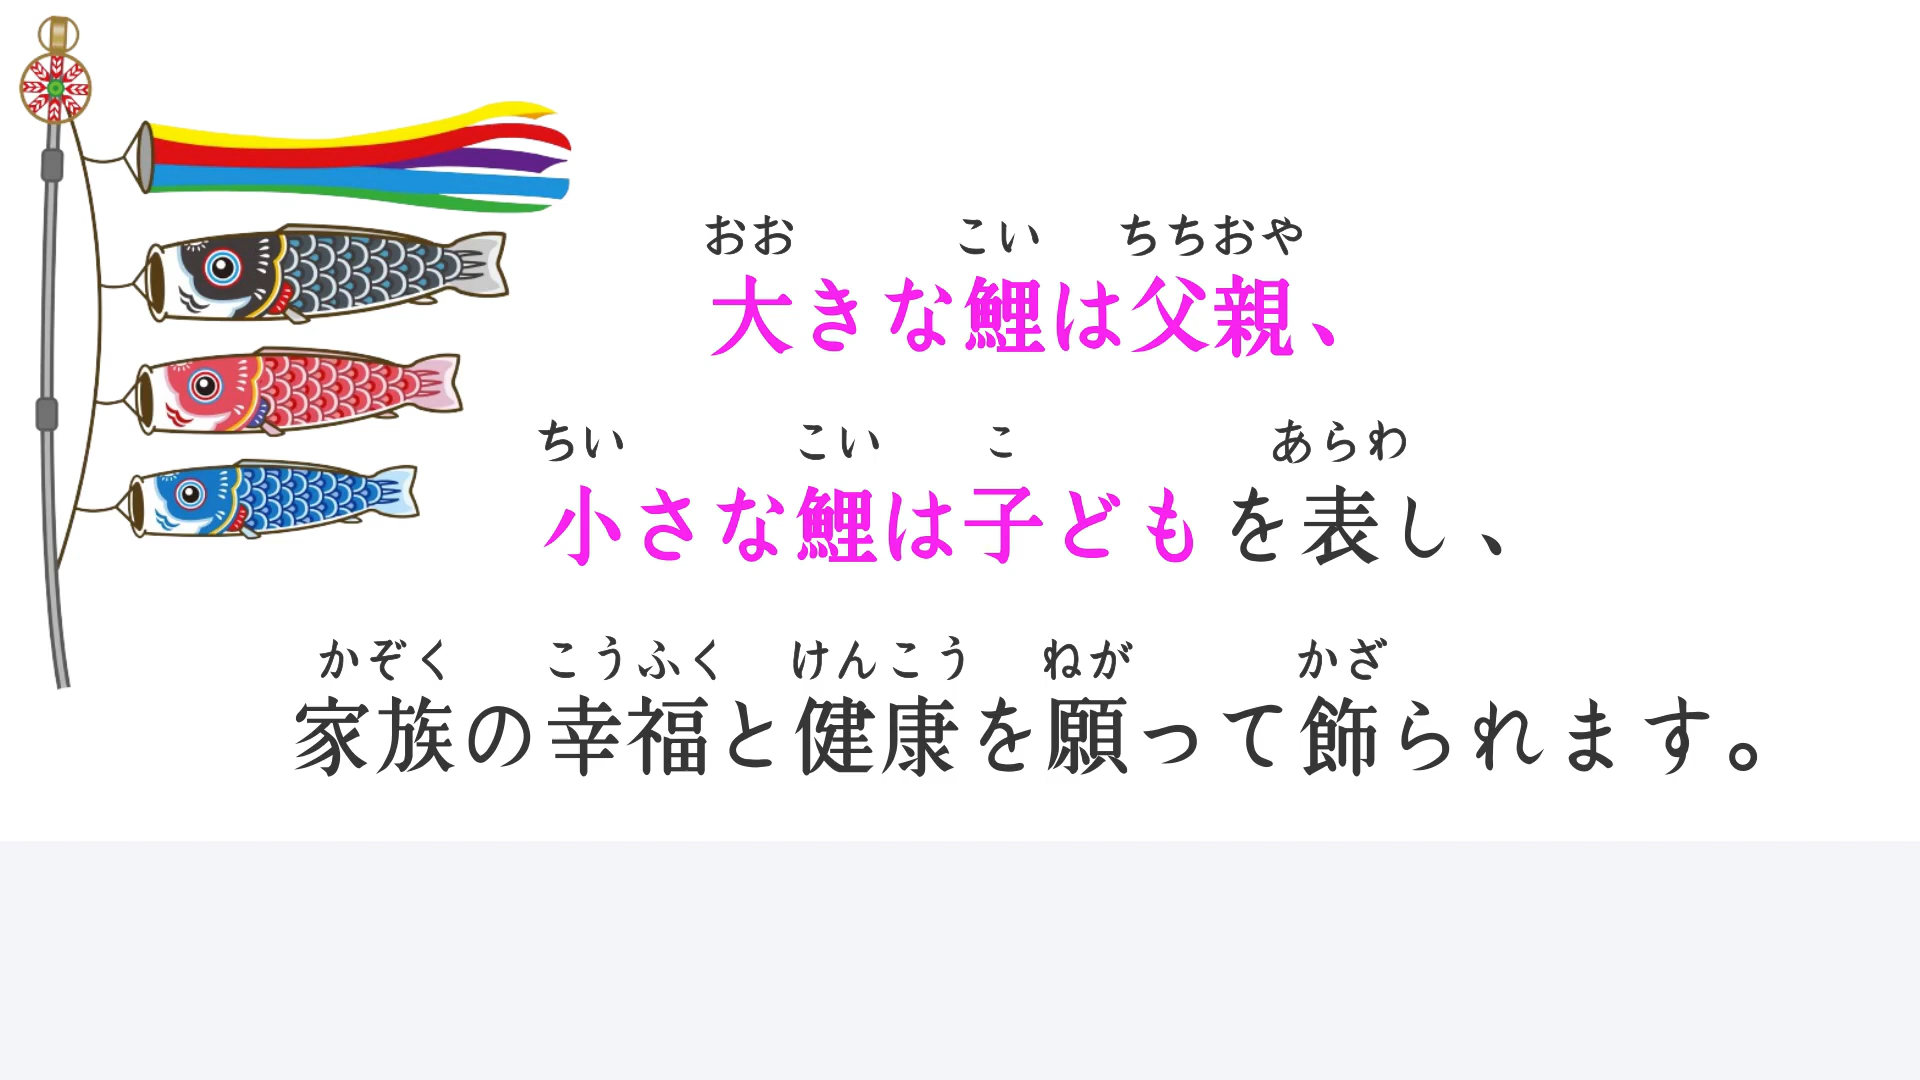 おお こい ちちおや
大きな鯉は父親、
ちい こい こ あらわ
小さな鯉は子どもを表し、
かぞく こうふく けんこう ねが かざ
家族の幸福と健康を願って飾られます。